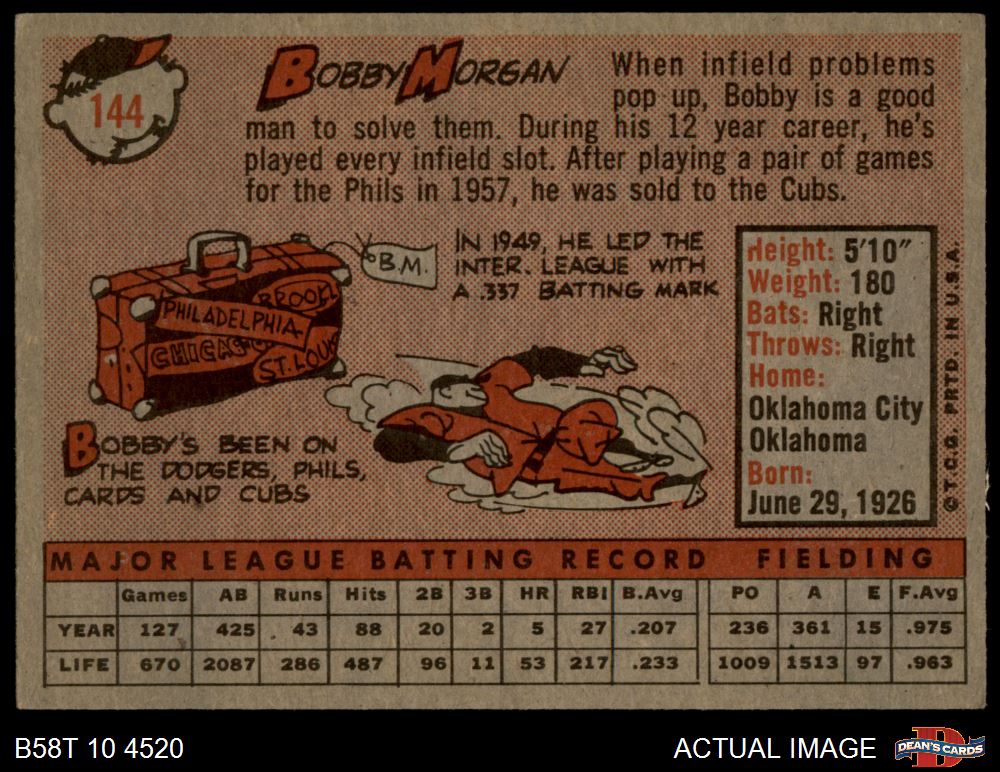 144
BOBBY MORGAN
When infield problems
pop up, Bobby is a good
man to solve them. During his 12 year career, he's
played every infield slot. After playing a pair of games
for the Phils in 1957, he was sold to the Cubs.
B.M.
BROOKL
PHILADELPHIA
CHICAGO
ST. LOUIS
IN 1949, HE LED THE
INTER. LEAGUE WITH
A .337 BATTING MARK
BOBBY'S BEEN ON
THE DODGERS, PHILS,
CARDS AND CUBS
Height: 5'10"
Weight: 180
Bats: Right
Throws: Right
Home:
Oklahoma City
Oklahoma
Born:
June 29, 1926
©T.C.G. PRTD. IN U.S.A.
MAJOR LEAGUE BATTING RECORD FIELDING
Games AB Runs Hits 2B 3B HR RBI B.Avg PO A E F.Avg
YEAR 127 425 43 88 20 2 5 27 .207 236 361 15 .975
LIFE 670 2087 286 487 96 11 53 217 .233 1009 1513 97 .963
B58T 10 4520
ACTUAL IMAGE
D
DEAN'S CARDS